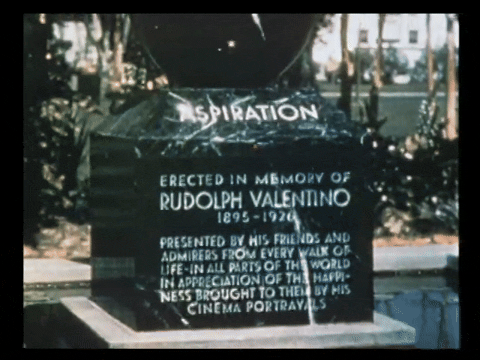 ASPIRATION
ERECTED IN MEMORY OF
RUDOLPH VALENTINO
1895-1926
PRESENTED BY HIS FRIENDS AND
ADMIRERS FROM EVERY WALK OF
LIFE-IN ALL PARTS OF THE WORLD
IN APPRECIATION OF THE HAPPI-
NESS BROUGHT TO THEM BY HIS
CINEMA PORTRAYALS